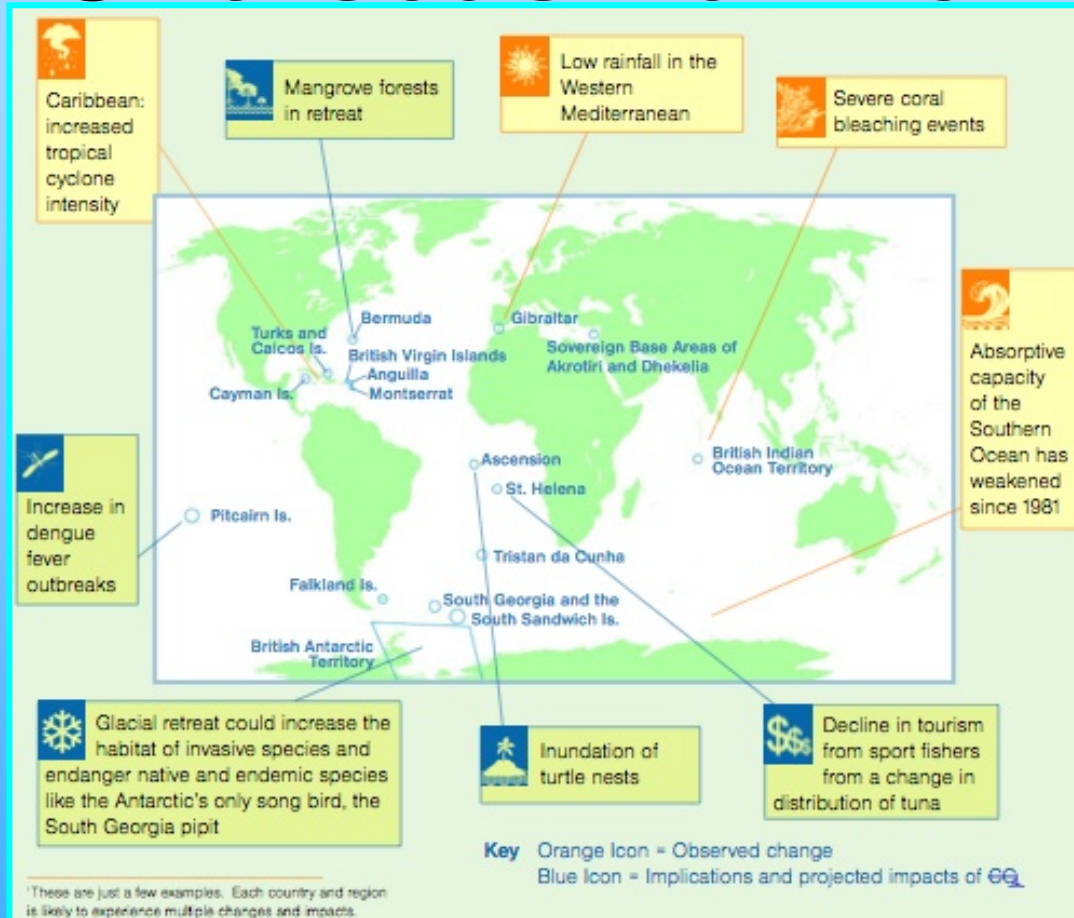 Caribbean:
increased
tropical
cyclone
intensity
Mangrove forests
in retreat
Low rainfall in the
Western
Mediterranean
Severe coral
bleaching events
Absorptive
capacity
of the
Southern
Ocean has
weakened
since 1981
Bermuda
Turks and
Caicos Is.
British Virgin Islands
Anguilla
Cayman Is.
Montserrat
Gibraltar
Sovereign Base Areas of
Akrotiri and Dhekelia
British Indian
Ocean Territory
Ascension
St. Helena
Pitcairn Is.
Tristan da Cunha
Falkland Is.
South Georgia and the
South Sandwich Is.
British Antarctic
Territory
Increase in
dengue
fever
outbreaks
Glacial retreat could increase the
habitat of invasive species and
endanger native and endemic species
like the Antarctic's only song bird, the
South Georgia pipit
Inundation of
turtle nests
$$$
Decline in tourism
from sport fishers
from a change in
distribution of tuna
Key Orange Icon = Observed change
Blue Icon = Implications and projected impacts of
These are just a few examples. Each country and region
is likely to experience multiple changes and impacts.